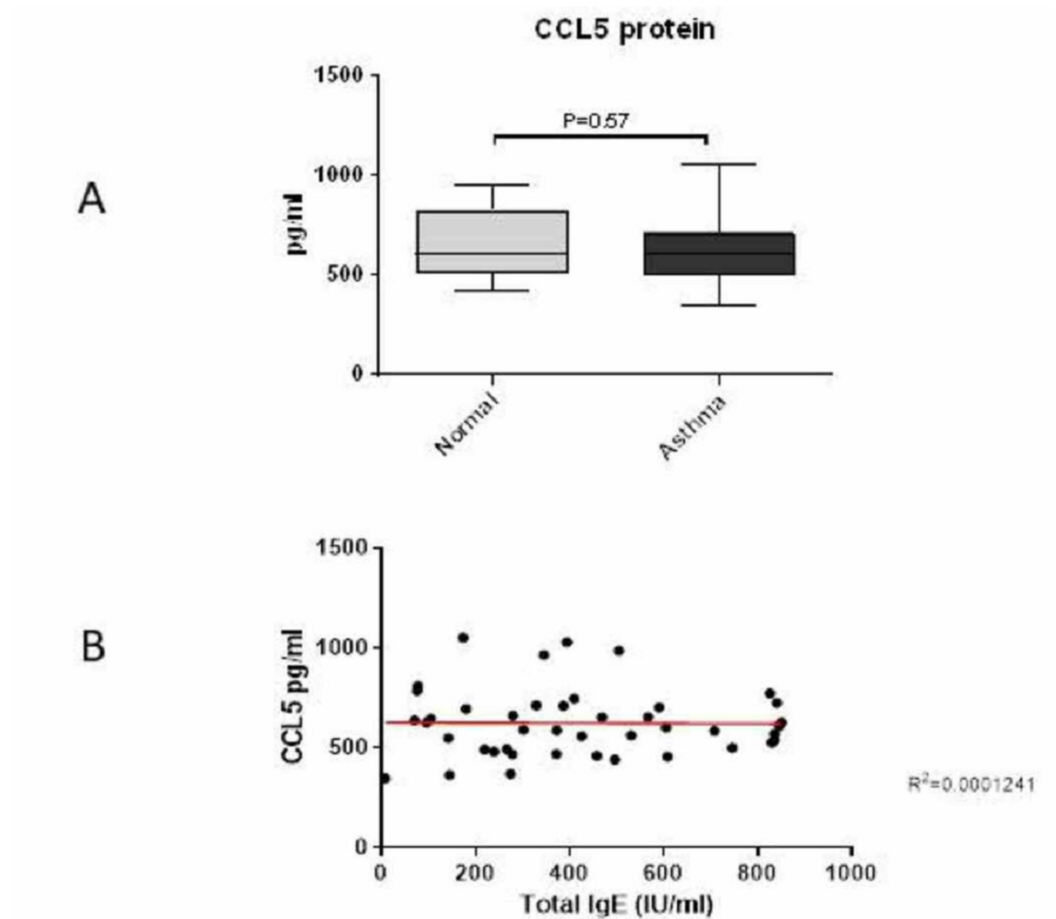 CCL5 protein
A
pg/ml
1500
1000
500
0
P=0.57
Normal
Asthma
B
CCL5 pg/ml
1500
1000
500
0
0
200
400
600
800
1000
Total IgE (IU/ml)
R²=0.0001241